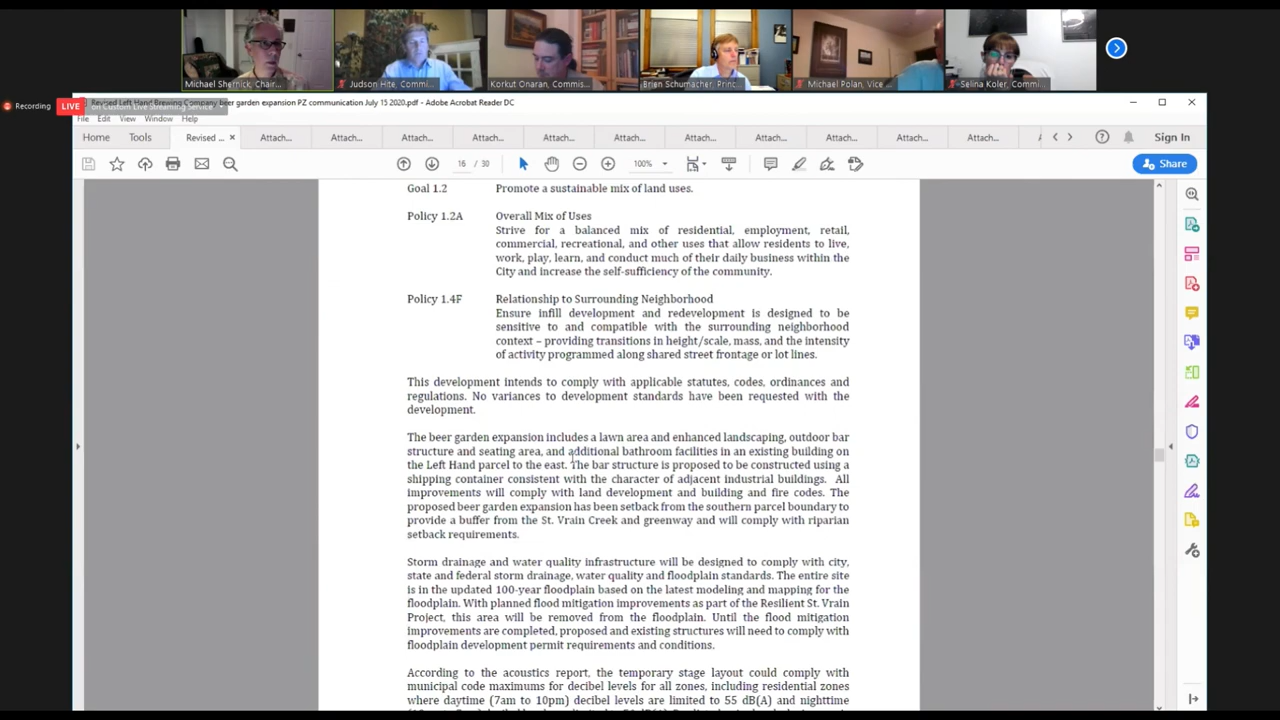 Michael Shernick, Chair...
Judson Hite, Commi...
Korkut Onaran, Commis...
Brien Schumacher, Princ...
Michael Polan, Vice ...
Selina Koler, Commi...
Recording
LIVE
on Custom Live Streaming Service
Revised Left Hand Brewing Company beer garden expansion PZ communication July 15 2020.pdf - Adobe Acrobat Reader DC
File Edit View Window Help
Home Tools Revised ... Attach... Attach... Attach... Attach... Attach... Attach... Attach... Attach... Attach... Attach... Attach... Sign In
16 / 30 100% Share
Goal 1.2 Promote a sustainable mix of land uses.
Policy 1.2A Overall Mix of Uses
Strive for a balanced mix of residential, employment, retail,
commercial, recreational, and other uses that allow residents to live,
work, play, learn, and conduct much of their daily business within the
City and increase the self-sufficiency of the community.
Policy 1.4F Relationship to Surrounding Neighborhood
Ensure infill development and redevelopment is designed to be
sensitive to and compatible with the surrounding neighborhood
context – providing transitions in height/scale, mass, and the intensity
of activity programmed along shared street frontage or lot lines.
This development intends to comply with applicable statutes, codes, ordinances and
regulations. No variances to development standards have been requested with the
development.
The beer garden expansion includes a lawn area and enhanced landscaping, outdoor bar
structure and seating area, and additional bathroom facilities in an existing building on
the Left Hand parcel to the east. The bar structure is proposed to be constructed using a
shipping container consistent with the character of adjacent industrial buildings. All
improvements will comply with land development and building and fire codes. The
proposed beer garden expansion has been setback from the southern parcel boundary to
provide a buffer from the St. Vrain Creek and greenway and will comply with riparian
setback requirements.
Storm drainage and water quality infrastructure will be designed to comply with city,
state and federal storm drainage, water quality and floodplain standards. The entire site
is in the updated 100-year floodplain based on the latest modeling and mapping for the
floodplain. With planned flood mitigation improvements as part of the Resilient St. Vrain
Project, this area will be removed from the floodplain. Until the flood mitigation
improvements are completed, proposed and existing structures will need to comply with
floodplain development permit requirements and conditions.
According to the acoustics report, the temporary stage layout could comply with
municipal code maximums for decibel levels for all zones, including residential zones
where daytime (7am to 10pm) decibel levels are limited to 55 dB(A) and nighttime